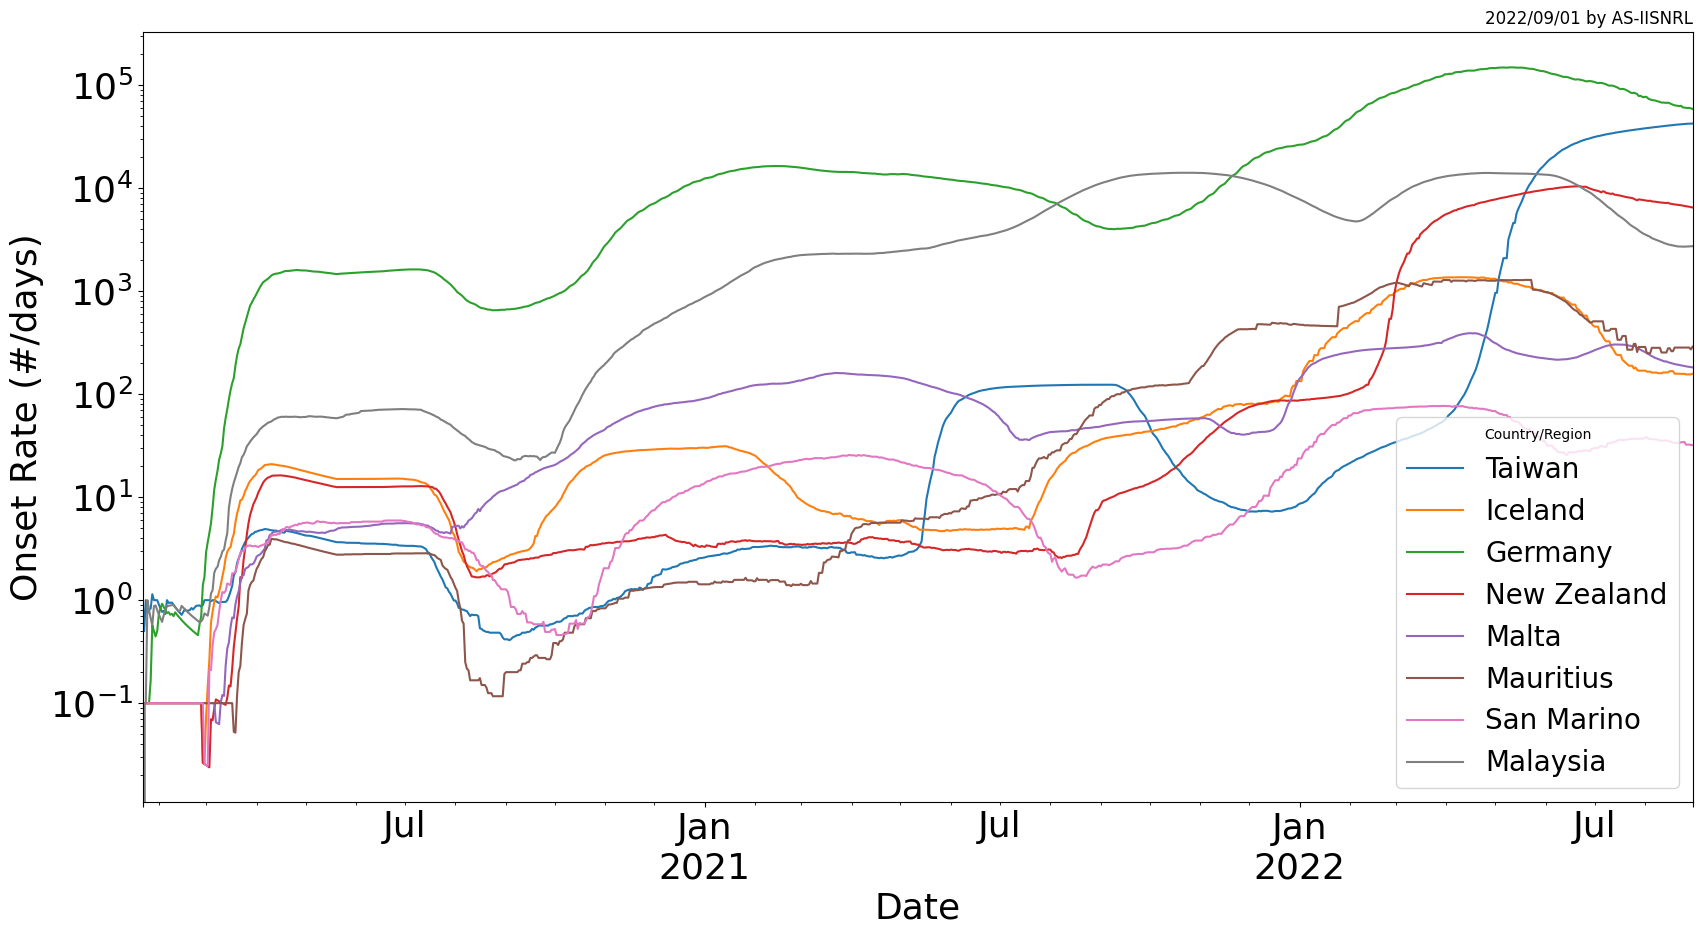 2022/09/01 by AS-IISNRL
Onset Rate (#/days)
10^5
10^4
10^3
10^2
10^1
10^0
10^−1
Country/Region
Taiwan
Iceland
Germany
New Zealand
Malta
Mauritius
San Marino
Malaysia
Jul Jan Jul Jan Jul
2021 2022
Date